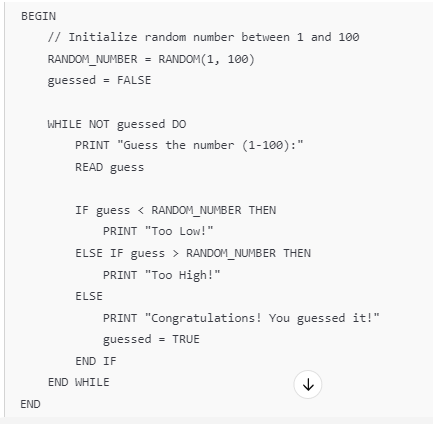 BEGIN
// Initialize random number between 1 and 100
RANDOM_NUMBER = RANDOM(1, 100)
guessed = FALSE
WHILE NOT guessed DO
PRINT "Guess the number (1-100):"
READ guess
IF guess < RANDOM_NUMBER THEN
PRINT "Too Low!"
ELSE IF guess > RANDOM_NUMBER THEN
PRINT "Too High!"
ELSE
PRINT "Congratulations! You guessed it!"
guessed = TRUE
END IF
END WHILE
END